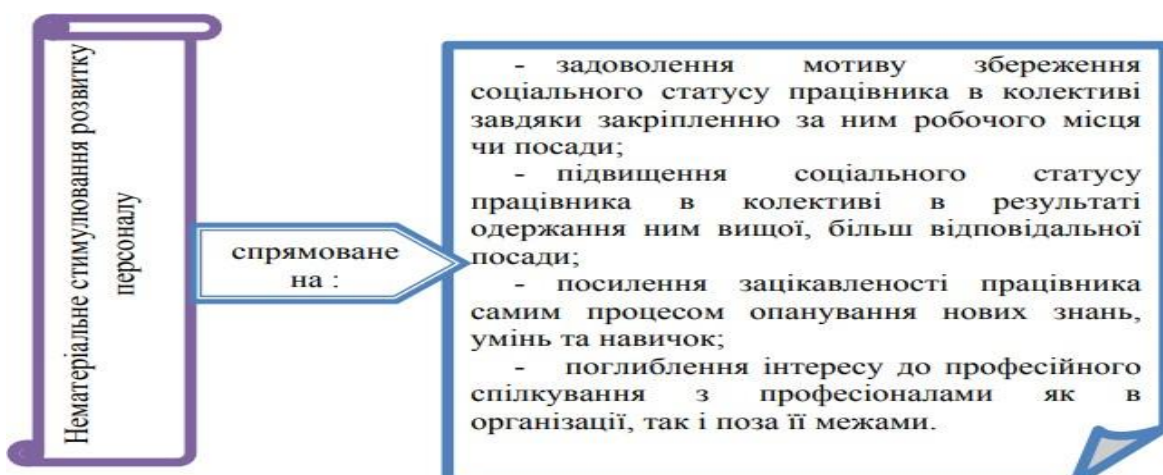 Нематеріальне стимулювання розвитку
персоналу
спрямоване
на :
- задоволення мотиву збереження
соціального статусу працівника в колективі
завдяки закріпленню за ним робочого місця
чи посади;
- підвищення соціального статусу
працівника в колективі в результаті
одержання ним вищої, більш відповідальної
посади;
- посилення зацікавленості працівника
самим процесом опанування нових знань,
умінь та навичок;
- поглиблення інтересу до професійного
спілкування з професіоналами як в
організації, так і поза її межами.